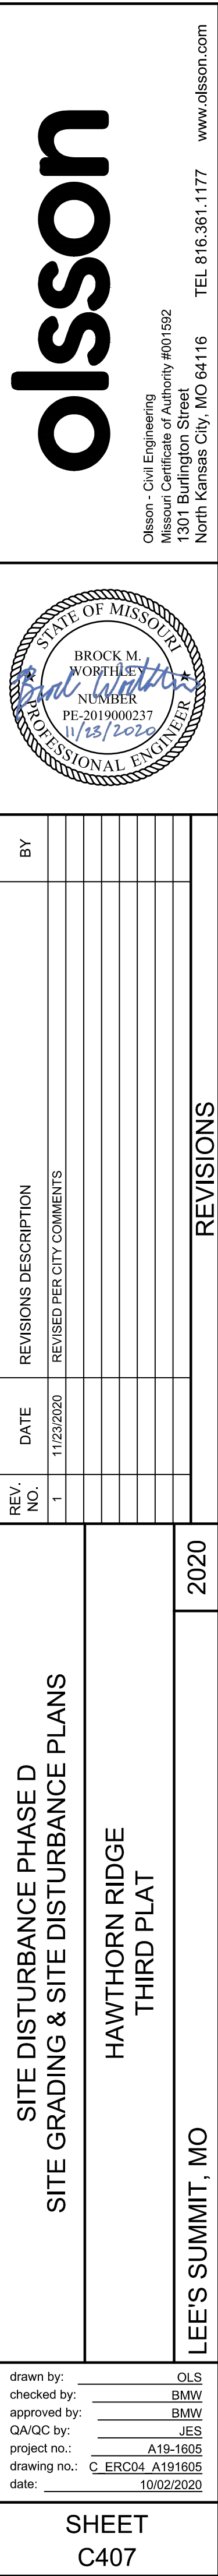 olsson
Olsson - Civil Engineering
Missouri Certificate of Authority #001592
1301 Burlington Street
North Kansas City, MO 64116 TEL 816.361.1177 www.olsson.com
STATE OF MISSOURI
BROCK M.
WORTHLEY
NUMBER
PE-2019000237
PROFESSIONAL ENGINEER
Brock Worthley
11/23/2020
REV. NO. DATE REVISIONS DESCRIPTION BY
1 11/23/2020 REVISED PER CITY COMMENTS
REVISIONS
SITE DISTURBANCE PHASE D
SITE GRADING & SITE DISTURBANCE PLANS
HAWTHORN RIDGE
THIRD PLAT
LEE'S SUMMIT, MO 2020
drawn by: OLS
checked by: BMW
approved by: BMW
QA/QC by: JES
project no.: A19-1605
drawing no.: C_ERC04_A191605
date: 10/02/2020
SHEET
C407